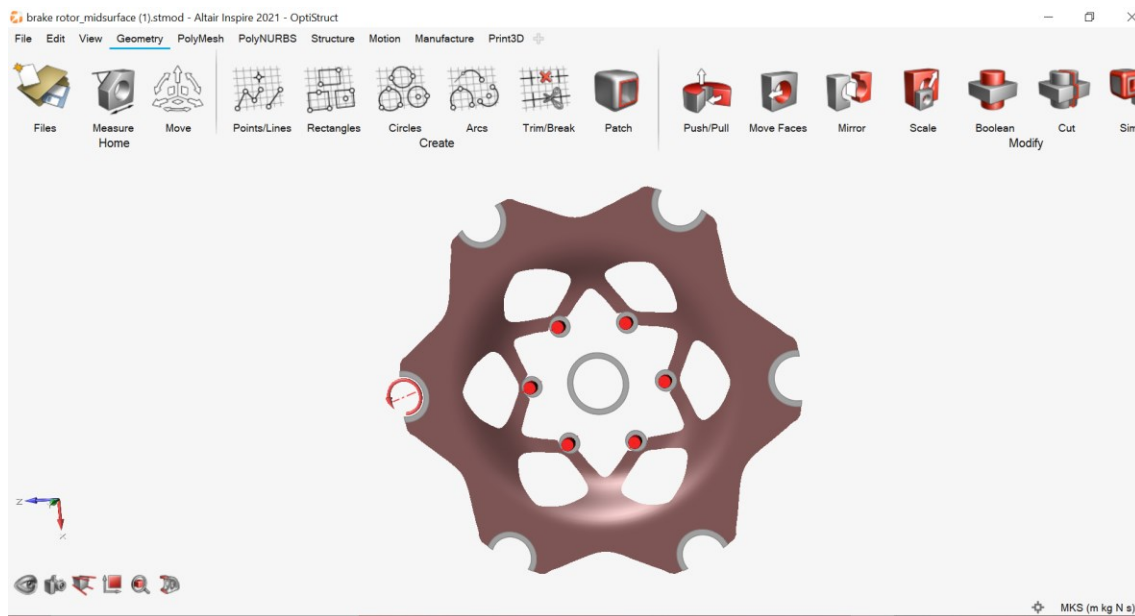 brake rotor_midsurface (1).stmod - Altair Inspire 2021 - OptiStruct
File Edit View Geometry PolyMesh PolyNURBS Structure Motion Manufacture Print3D
Files Measure Move Points/Lines Rectangles Circles Arcs Trim/Break Patch Push/Pull Move Faces Mirror Scale Boolean Cut Sim
Home Create Modify
Z
X
MKS (m kg N s)